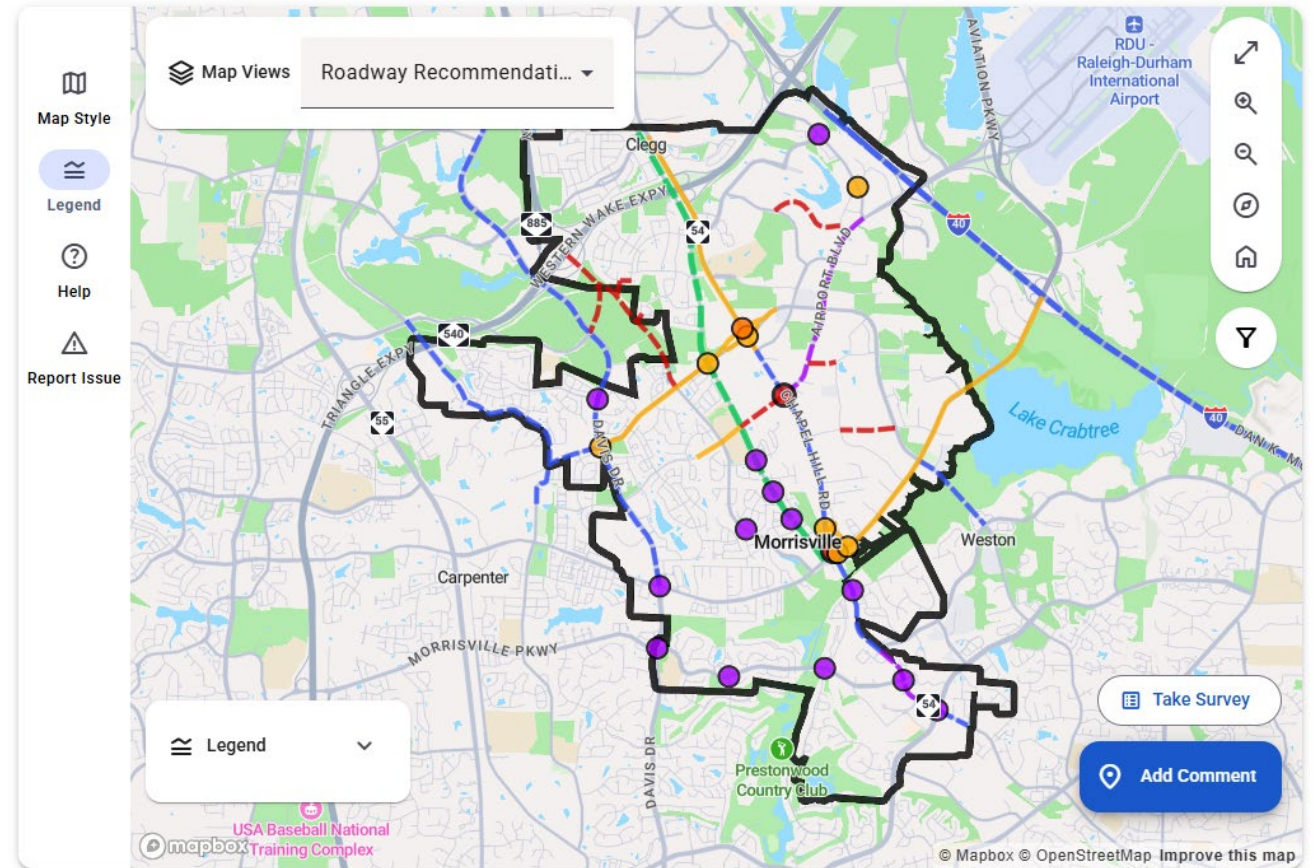 Map Style
Legend
Help
Report Issue
Map Views
Roadway Recommendati...
Clegg
RDU -
Raleigh-Durham
International
Airport
AVIATION PKWY
885
WESTERN WAKE EXPY
54
40
AIRPORT BLVD
540
TRIANGLE EXPY
55
DAVIS DR
CHAPEL HILL RD
Lake Crabtree
40
DAN K. M
Morrisville
Weston
Carpenter
MORRISVILLE PKWY
54
DAVIS DR
Prestonwood
Country Club
Legend
Take Survey
Add Comment
USA Baseball National
Training Complex
mapbox
© Mapbox © OpenStreetMap Improve this map